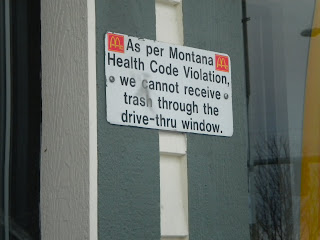 As per Montana
Health Code Violation,
we cannot receive
trash through the
drive-thru window.